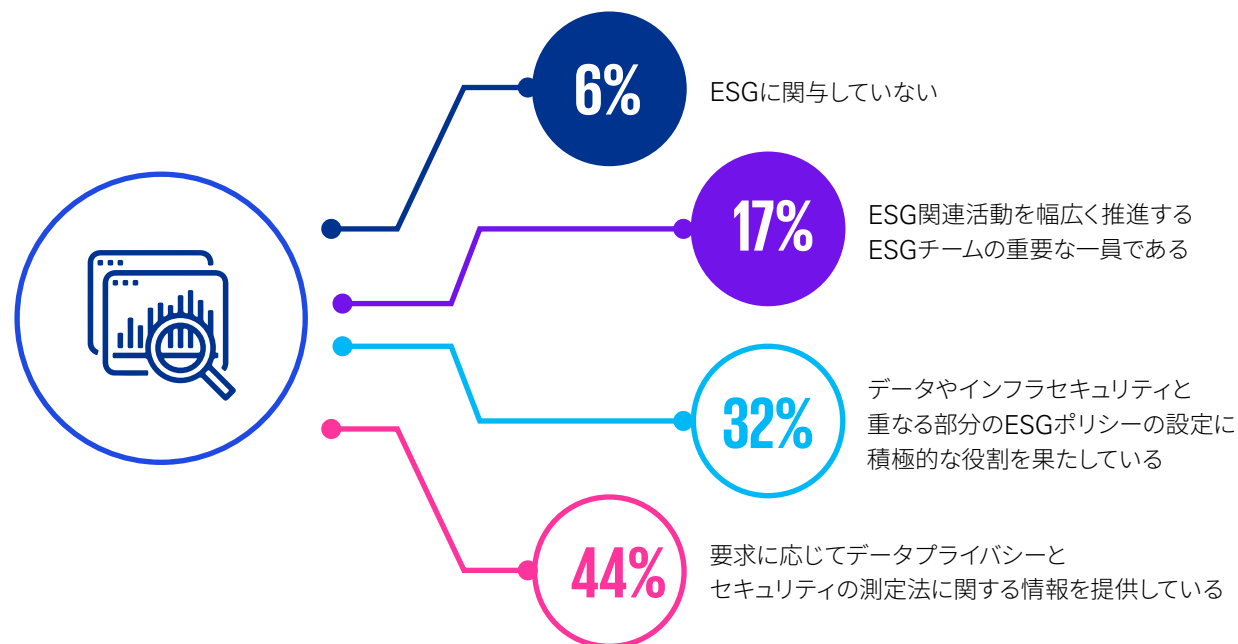 6%
ESGに関与していない
17%
ESG関連活動を幅広く推進する
ESGチームの重要な一員である
32%
データやインフラセキュリティと
重なる部分のESGポリシーの設定に
積極的な役割を果たしている
44%
要求に応じてデータプライバシーと
セキュリティの測定法に関する情報を提供している